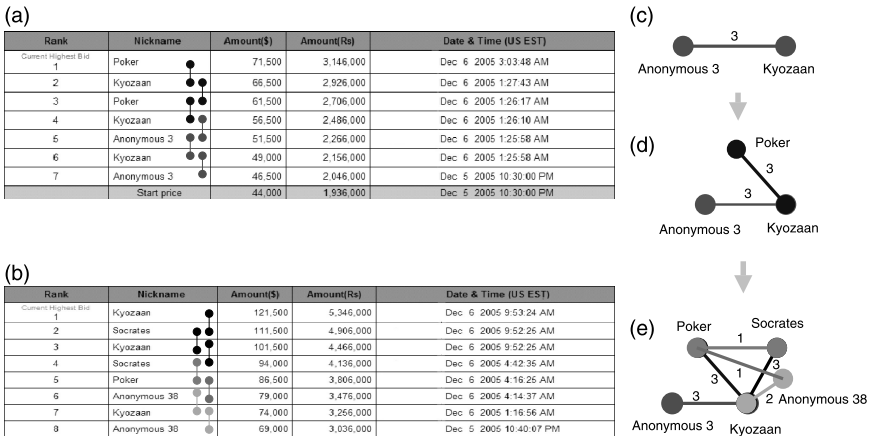 (a)
Rank Nickname Amount($) Amount(Rs) Date & Time (US EST)
Current Highest Bid
1 Poker 71,500 3,146,000 Dec 6 2005 3:03:48 AM
2 Kyozaan 66,500 2,926,000 Dec 6 2005 1:27:43 AM
3 Poker 61,500 2,706,000 Dec 6 2005 1:26:17 AM
4 Kyozaan 56,500 2,486,000 Dec 6 2005 1:26:10 AM
5 Anonymous 3 51,500 2,266,000 Dec 6 2005 1:25:58 AM
6 Kyozaan 49,000 2,156,000 Dec 6 2005 1:25:58 AM
7 Anonymous 3 46,500 2,046,000 Dec 5 2005 10:30:00 PM
Start price 44,000 1,936,000 Dec 5 2005 10:30:00 PM
(b)
Rank Nickname Amount($) Amount(Rs) Date & Time (US EST)
Current Highest Bid
1 Kyozaan 121,500 5,346,000 Dec 6 2005 9:53:24 AM
2 Socrates 111,500 4,906,000 Dec 6 2005 9:52:25 AM
3 Kyozaan 101,500 4,466,000 Dec 6 2005 9:52:25 AM
4 Socrates 94,000 4,136,000 Dec 6 2005 4:42:35 AM
5 Poker 86,500 3,806,000 Dec 6 2005 4:16:25 AM
6 Anonymous 38 79,000 3,476,000 Dec 6 2005 4:14:37 AM
7 Kyozaan 74,000 3,256,000 Dec 6 2005 1:16:56 AM
8 Anonymous 38 69,000 3,036,000 Dec 5 2005 10:40:07 PM
(c)
3
Anonymous 3 Kyozaan
(d)
Poker
3
3
Anonymous 3 Kyozaan
(e)
Poker Socrates
1
1
3 3
3 2 Anonymous 38
Anonymous 3 Kyozaan